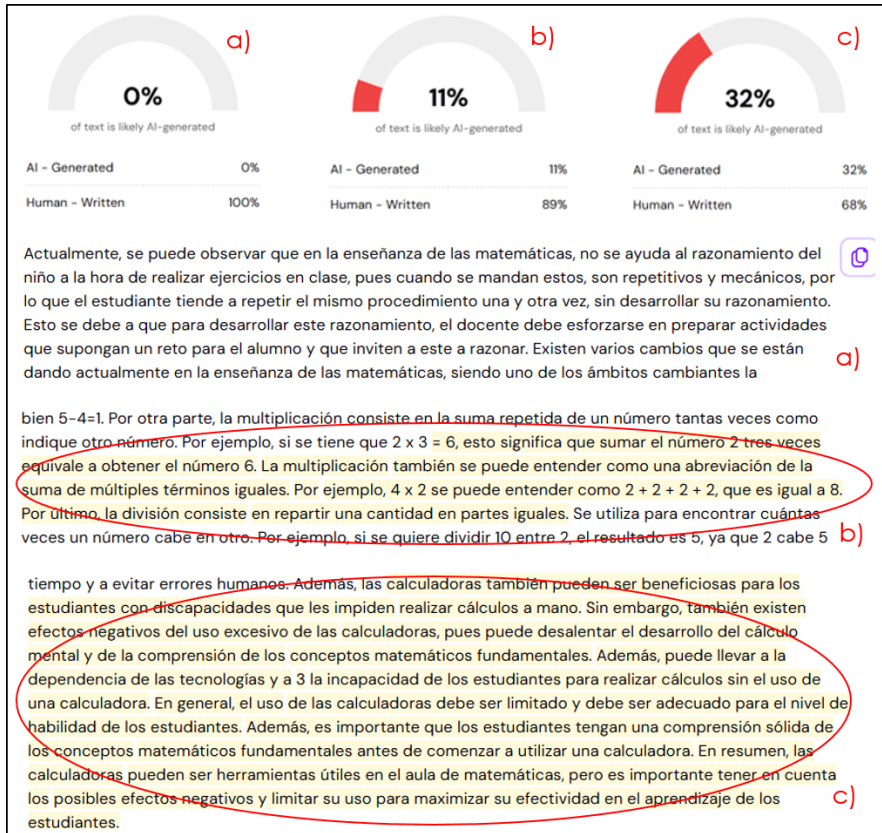 a)
b)
c)
0%
11%
32%
of text is likely AI-generated
of text is likely AI-generated
of text is likely AI-generated
AI - Generated 0%
AI - Generated 11%
AI - Generated 32%
Human - Written 100%
Human - Written 89%
Human - Written 68%
Actualmente, se puede observar que en la enseñanza de las matemáticas, no se ayuda al razonamiento del
niño a la hora de realizar ejercicios en clase, pues cuando se mandan estos, son repetitivos y mecánicos, por
lo que el estudiante tiende a repetir el mismo procedimiento una y otra vez, sin desarrollar su razonamiento.
Esto se debe a que para desarrollar este razonamiento, el docente debe esforzarse en preparar actividades
que supongan un reto para el alumno y que inviten a este a razonar. Existen varios cambios que se están
dando actualmente en la enseñanza de las matemáticas, siendo uno de los ámbitos cambiantes la
a)
bien 5-4=1. Por otra parte, la multiplicación consiste en la suma repetida de un número tantas veces como
indique otro número. Por ejemplo, si se tiene que 2 x 3 = 6, esto significa que sumar el número 2 tres veces
equivale a obtener el número 6. La multiplicación también se puede entender como una abreviación de la
suma de múltiples términos iguales. Por ejemplo, 4 x 2 se puede entender como 2 + 2 + 2 + 2, que es igual a 8.
Por último, la división consiste en repartir una cantidad en partes iguales. Se utiliza para encontrar cuántas
veces un número cabe en otro. Por ejemplo, si se quiere dividir 10 entre 2, el resultado es 5, ya que 2 cabe 5
b)
tiempo y a evitar errores humanos. Además, las calculadoras también pueden ser beneficiosas para los
estudiantes con discapacidades que les impiden realizar cálculos a mano. Sin embargo, también existen
efectos negativos del uso excesivo de las calculadoras, pues puede desalentar el desarrollo del cálculo
mental y de la comprensión de los conceptos matemáticos fundamentales. Además, puede llevar a la
dependencia de las tecnologías y a 3 la incapacidad de los estudiantes para realizar cálculos sin el uso de
una calculadora. En general, el uso de las calculadoras debe ser limitado y debe ser adecuado para el nivel de
habilidad de los estudiantes. Además, es importante que los estudiantes tengan una comprensión sólida de
los conceptos matemáticos fundamentales antes de comenzar a utilizar una calculadora. En resumen, las
calculadoras pueden ser herramientas útiles en el aula de matemáticas, pero es importante tener en cuenta
los posibles efectos negativos y limitar su uso para maximizar su efectividad en el aprendizaje de los
estudiantes.
c)